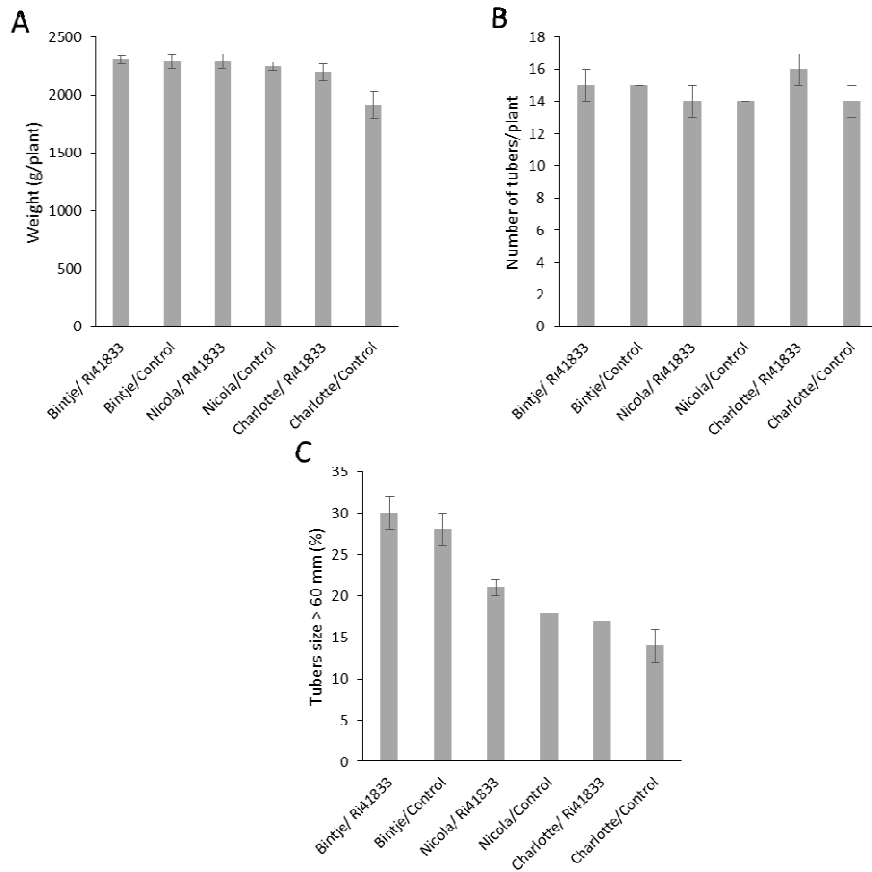 A
Weight (g/plant)
2500
2000
1500
1000
500
0
Bintje/ Ri41833
Bintje/Control
Nicola/ Ri41833
Nicola/Control
Charlotte/ Ri41833
Charlotte/Control
B
Number of tubers/plant
18
16
14
12
10
8
6
4
2
0
Bintje/ Ri41833
Bintje/Control
Nicola/ Ri41833
Nicola/Control
Charlotte/ Ri41833
Charlotte/Control
C
Tubers size > 60 mm (%)
35
30
25
20
15
10
5
0
Bintje/ Ri41833
Bintje/Control
Nicola/ Ri41833
Nicola/Control
Charlotte/ Ri41833
Charlotte/Control